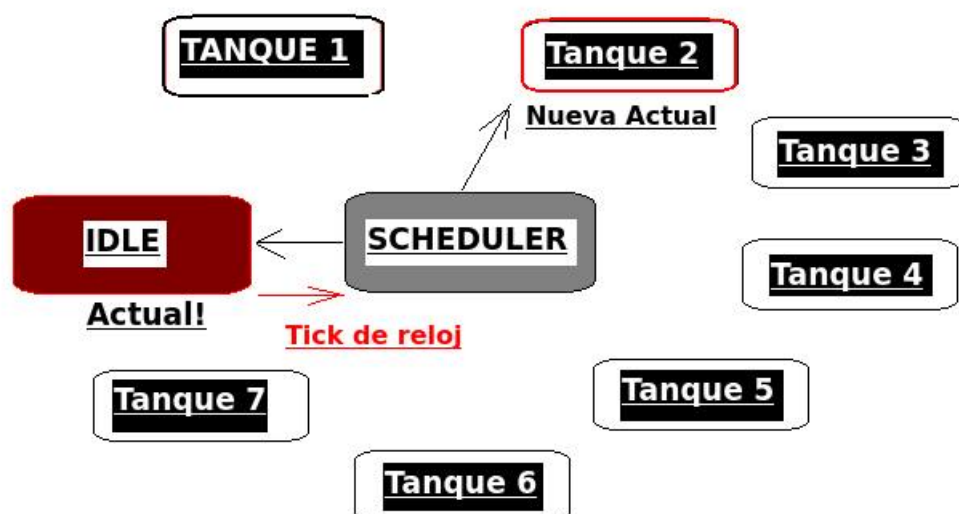 TANQUE 1
Tanque 2
Nueva Actual
Tanque 3
IDLE
SCHEDULER
Tanque 4
Actual!
Tick de reloj
Tanque 7
Tanque 5
Tanque 6